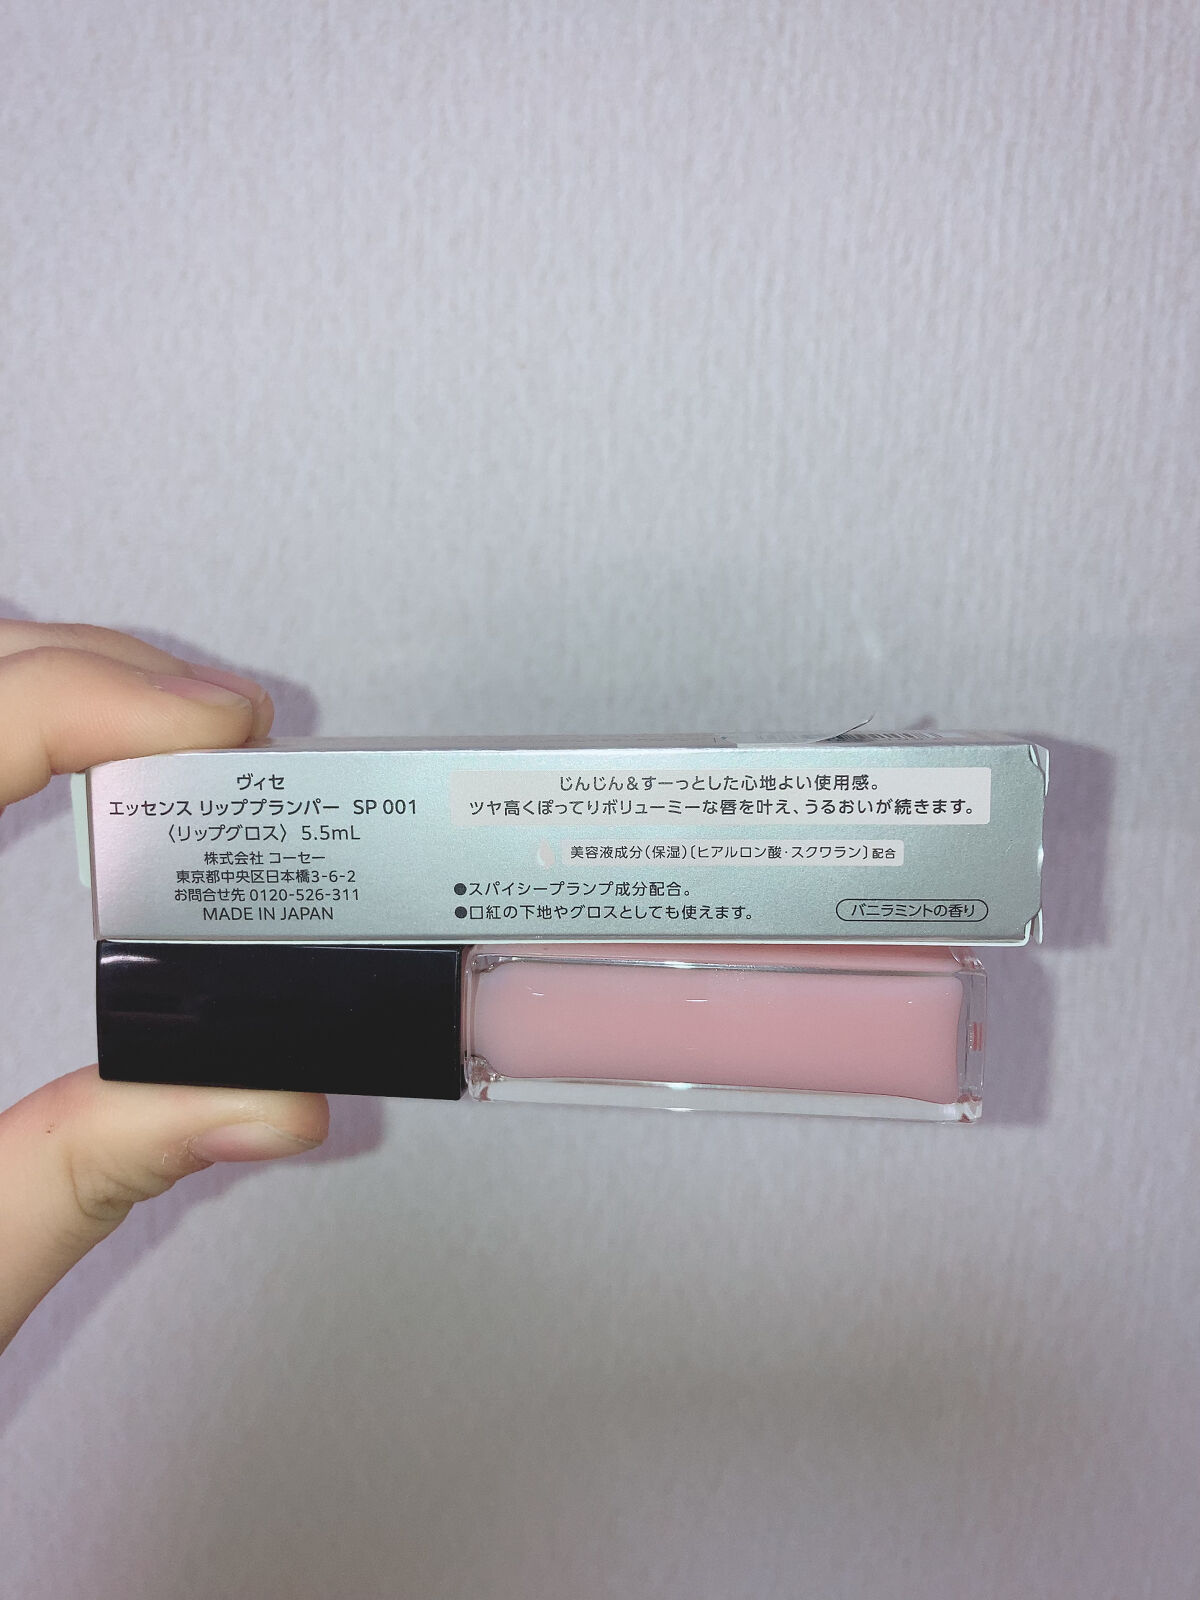 ヴィセ
エッセンス リッププランパー SP 001
〈リップグロス〉 5.5mL
株式会社 コーセー
東京都中央区日本橋3-6-2
お問合せ先 0120-526-311
MADE IN JAPAN
じんじん＆すーっとした心地よい使用感。
ツヤ高くぽってりボリューミーな唇を叶え、うるおいが続きます。
美容液成分(保湿)〔ヒアルロン酸・スクワラン〕配合
●スパイシープランプ成分配合。
●口紅の下地やグロスとしても使えます。
バニラミントの香り